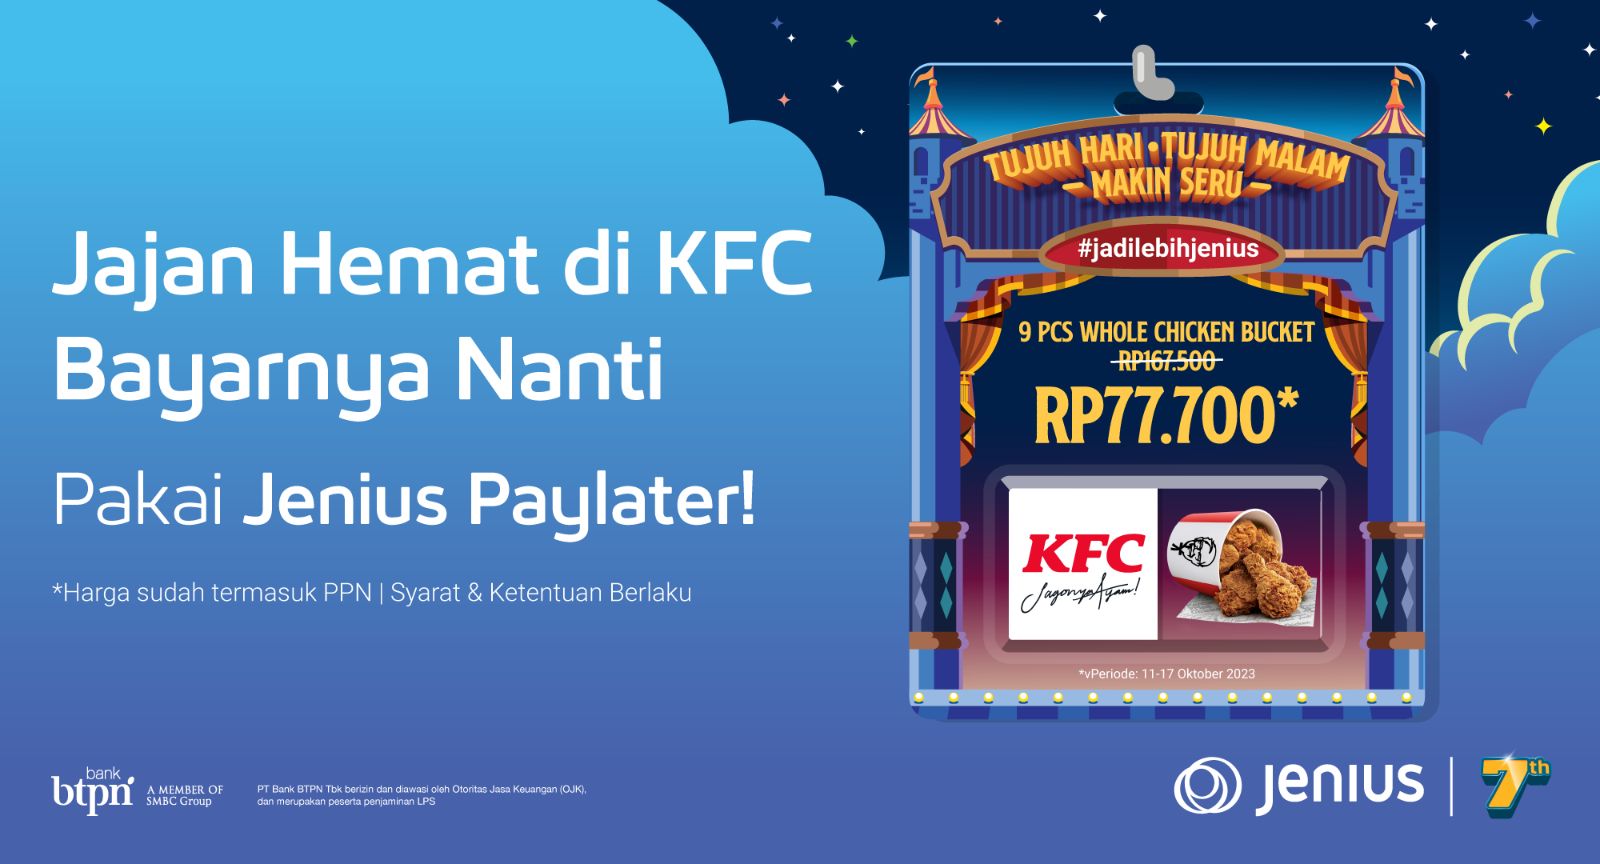 Jajan Hemat di KFC
Bayarnya Nanti
Pakai Jenius Paylater!
*Harga sudah termasuk PPN | Syarat & Ketentuan Berlaku
TUJUH HARI • TUJUH MALAM
- MAKIN SERU -
#jadilebihjenius
9 PCS WHOLE CHICKEN BUCKET
RP167.500
RP77.700*
KFC
Jagonya Ayam!
*vPeriode: 11-17 Oktober 2023
bank
btpn
A MEMBER OF
SMBC Group
PT Bank BTPN Tbk berizin dan diawasi oleh Otoritas Jasa Keuangan (OJK),
dan merupakan peserta penjaminan LPS
jenius
7th